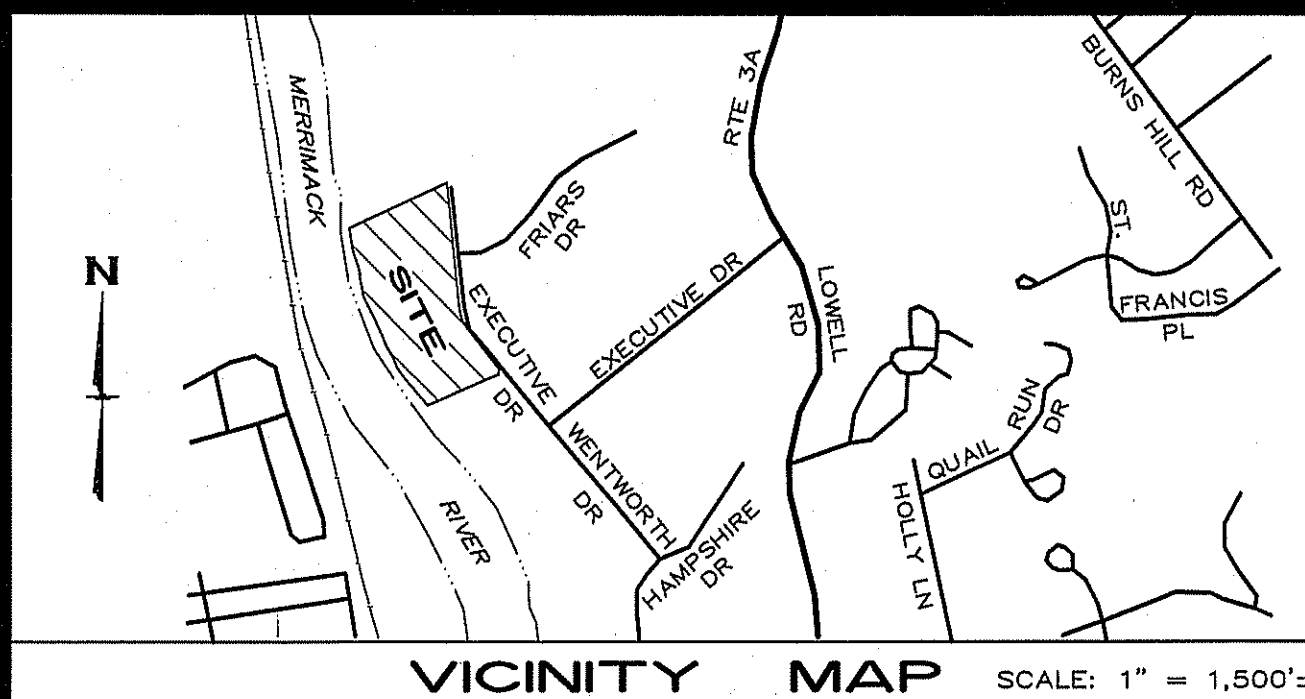 MERRIMACK
RTE 3A
BURNS HILL RD
FRIARS
DR
ST.
N
SITE
EXECUTIVE
DR
EXECUTIVE DR
LOWELL
RD
FRANCIS
PL
RUN
DR
QUAIL
WENTWORTH
DR
HOLLY LN
RIVER
HAMPSHIRE
DR
VICINITY MAP
SCALE: 1" = 1,500'±